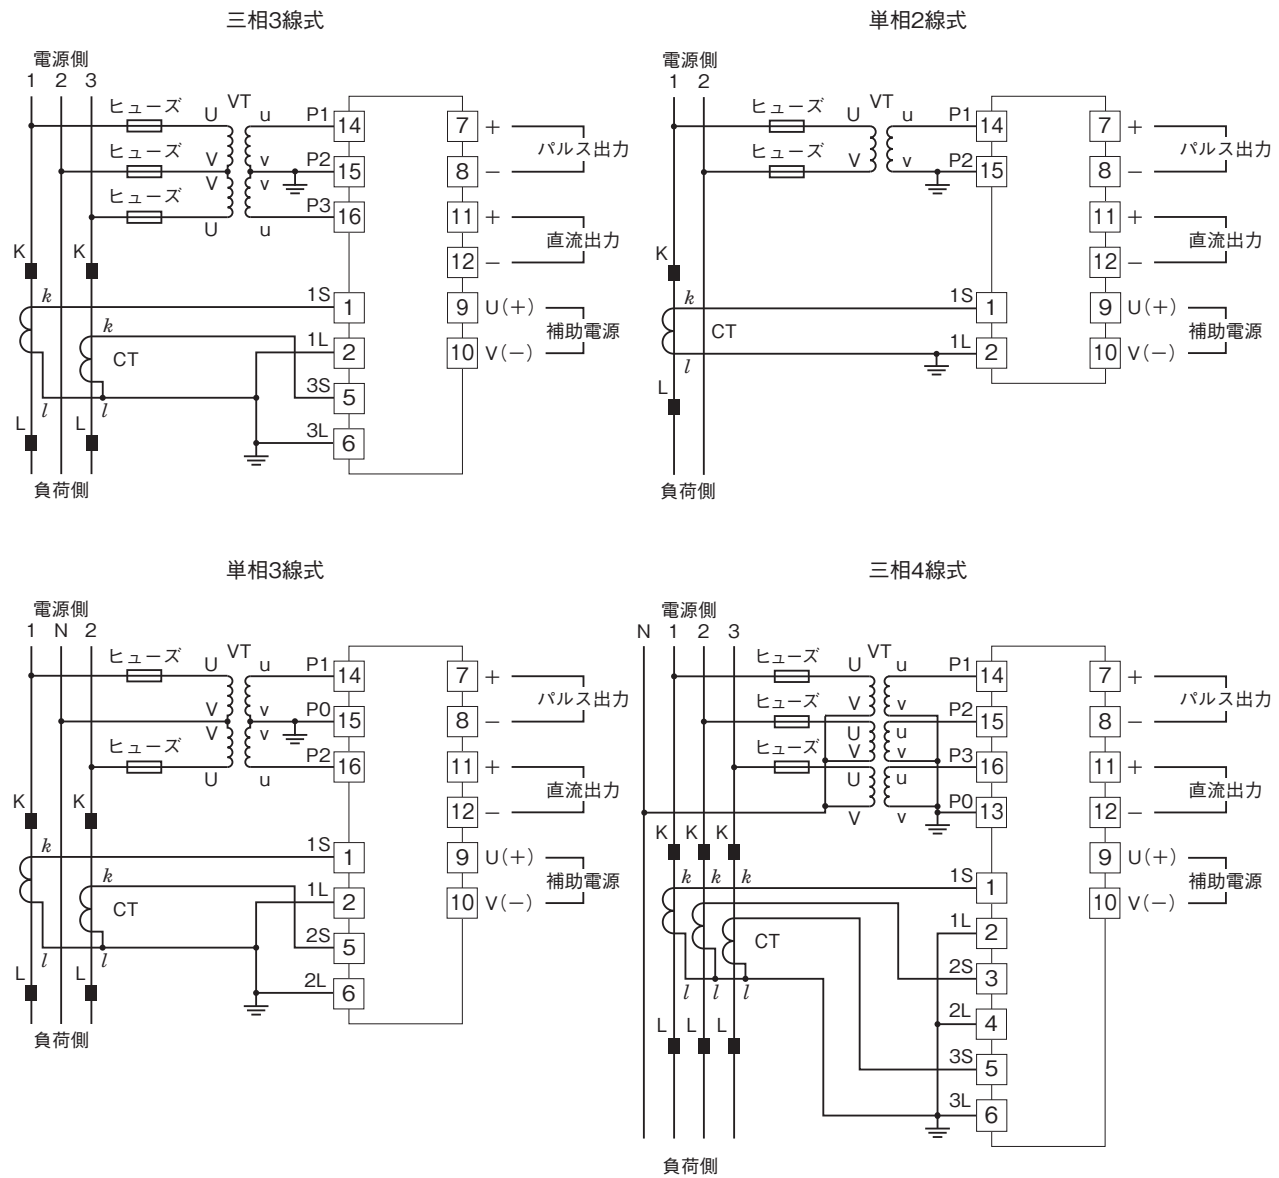 三相3線式
電源側
1 2 3
ヒューズ U VT u P1 14 7 +
パルス出力
ヒューズ V v P2 15 8 −
V v
ヒューズ P3 16 11 +
U u
直流出力
12 −
K K
k 1S 1 9 U(+)
補助電源
k 1L 2 10 V(−)
CT
3S 5
l l
L L 3L 6
負荷側
単相2線式
電源側
1 2
ヒューズ U VT u P1 14 7 +
パルス出力
ヒューズ V v P2 15 8 −
11 +
直流出力
12 −
K
k 1S 1 9 U(+)
補助電源
CT
1L 2 10 V(−)
l
L
負荷側
単相3線式
電源側
1 N 2
ヒューズ U VT u P1 14 7 +
パルス出力
V v P0 15 8 −
V v
ヒューズ P2 16 11 +
U u
直流出力
12 −
K K
k 1S 1 9 U(+)
補助電源
k 1L 2 10 V(−)
CT
2S 5
l l
L L 2L 6
負荷側
三相4線式
電源側
N 1 2 3
ヒューズ U VT u P1 14 7 +
パルス出力
ヒューズ V v P2 15 8 −
U u
V v
ヒューズ P3 16 11 +
U u
直流出力
V v P0 13 12 −
K K K
9 U(+)
補助電源
k k k 1S 1 10 V(−)
CT
1L 2
2S 3
l l l
2L 4
L L L
3S 5
3L 6
負荷側